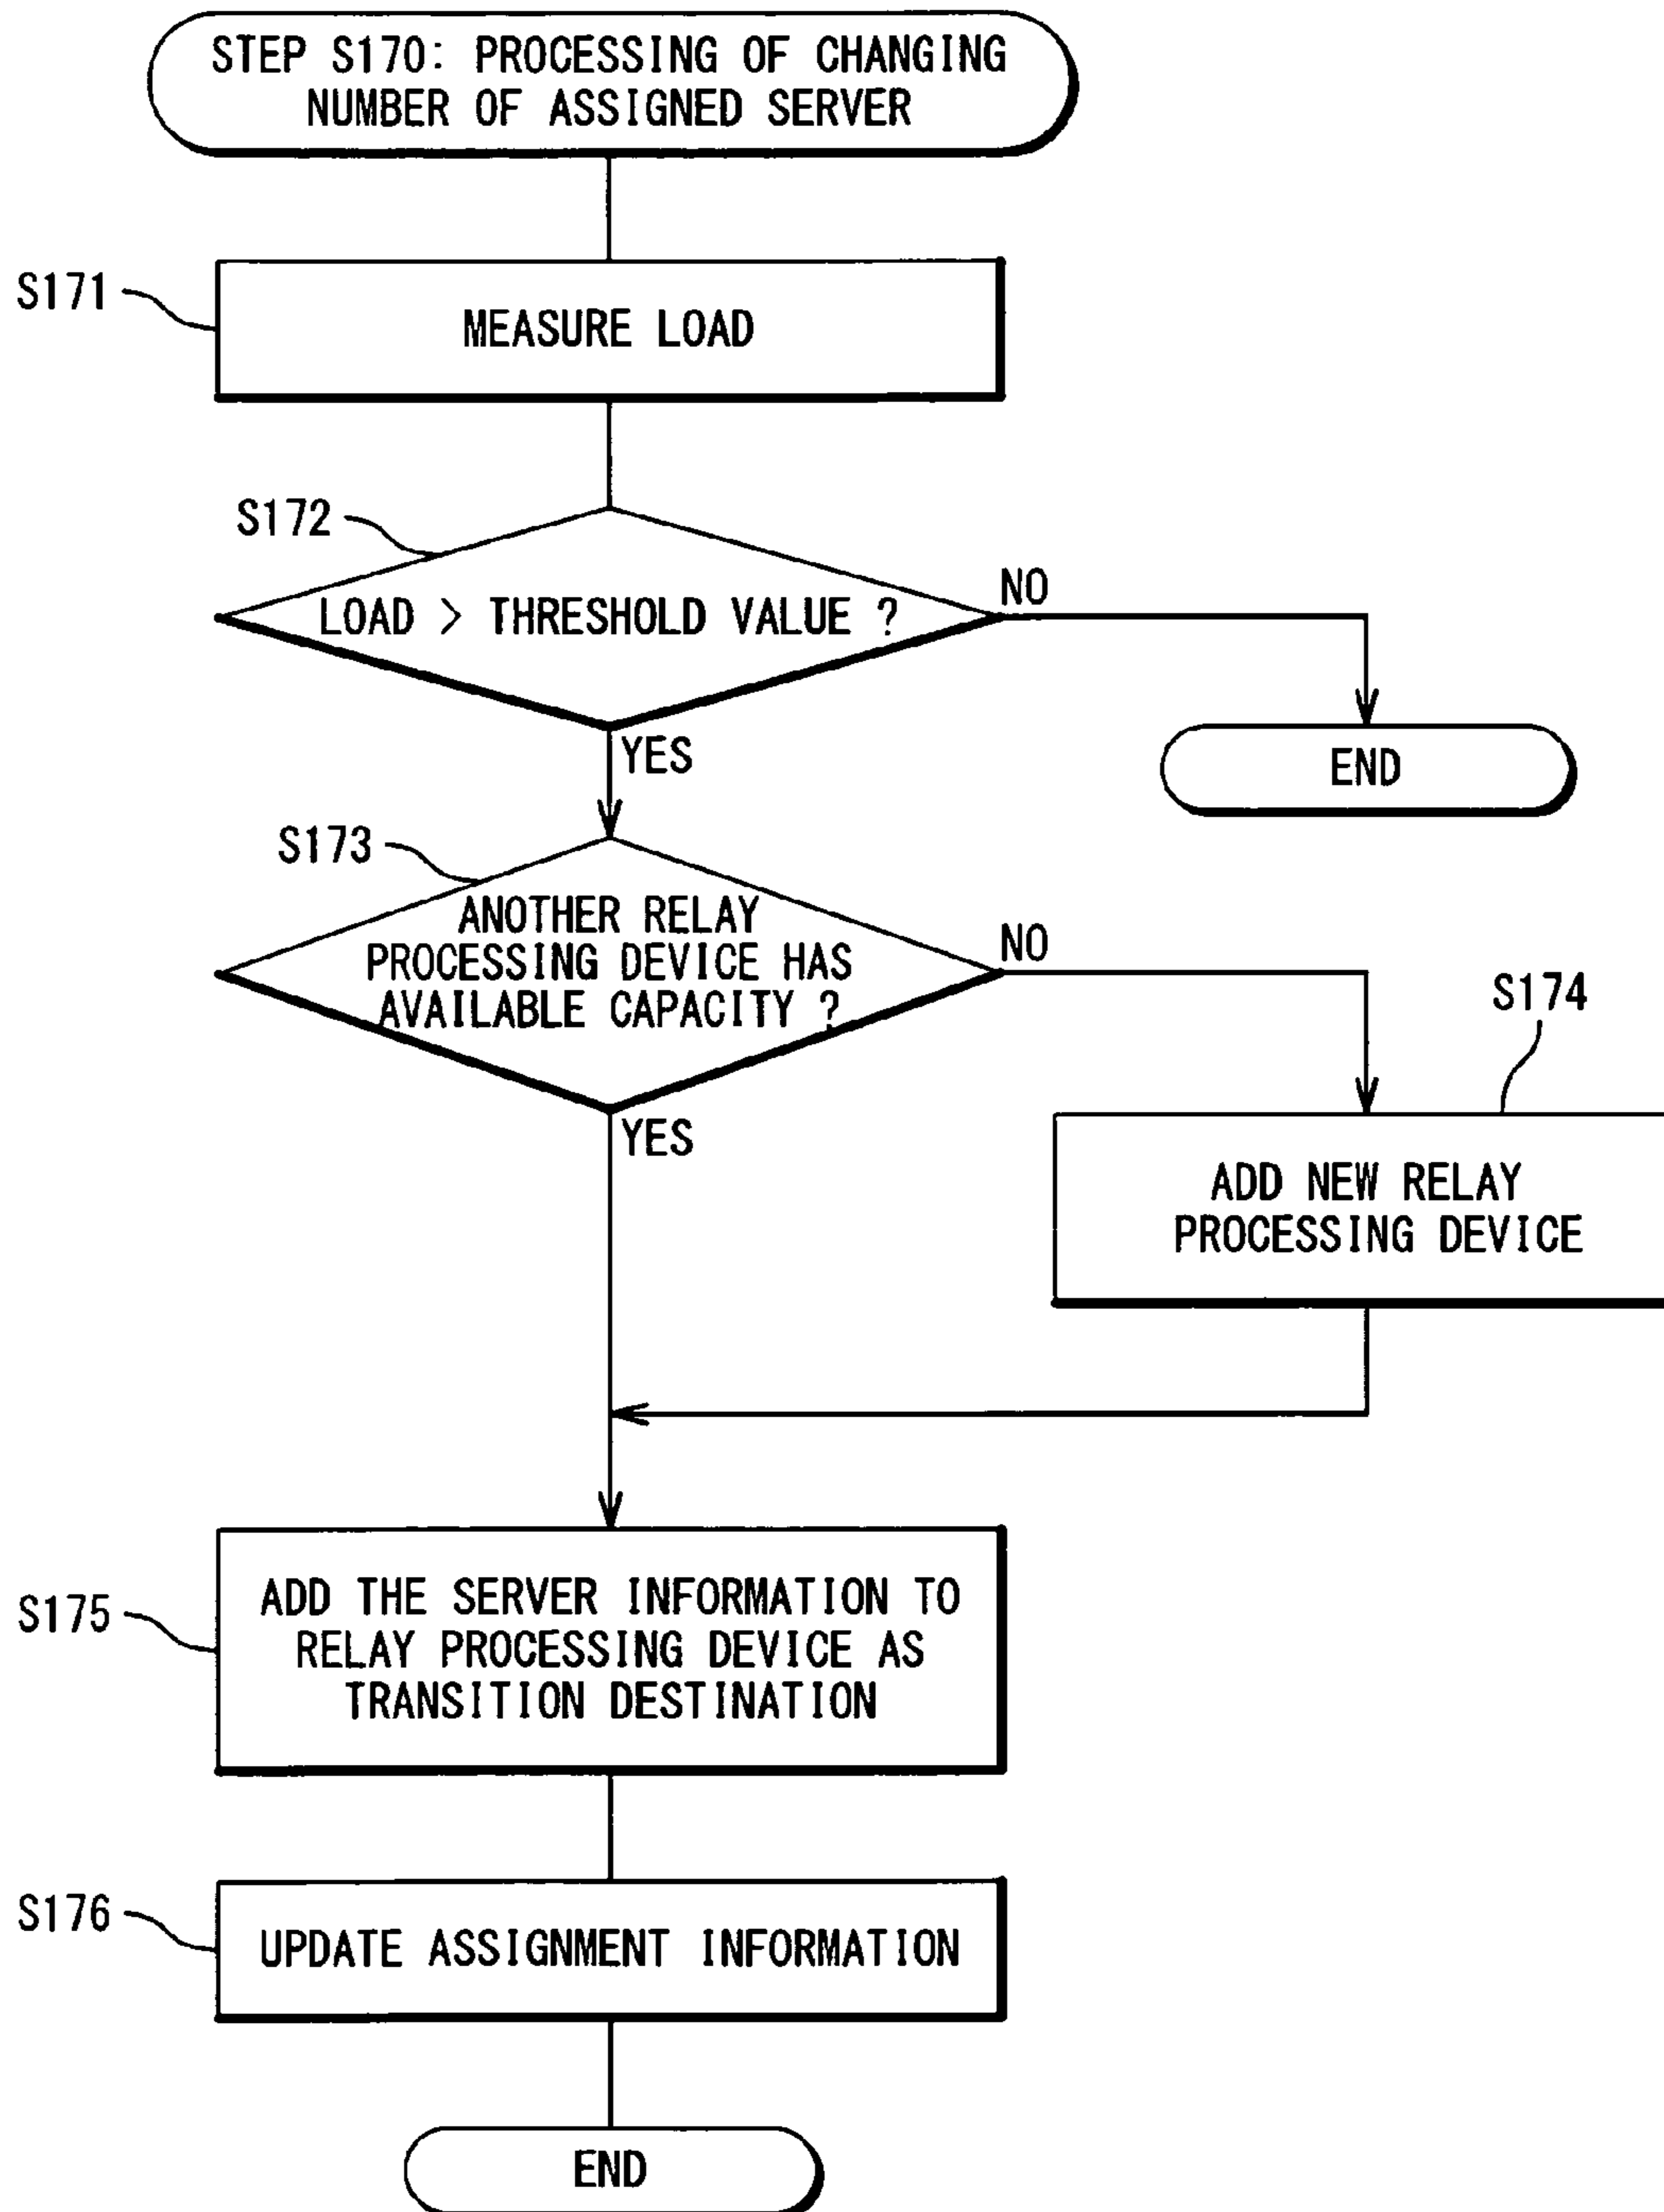 STEP S170: PROCESSING OF CHANGING
NUMBER OF ASSIGNED SERVER
S171
MEASURE LOAD
S172
LOAD > THRESHOLD VALUE ?
NO
YES
END
S173
ANOTHER RELAY
PROCESSING DEVICE HAS
AVAILABLE CAPACITY ?
NO
YES
S174
ADD NEW RELAY
PROCESSING DEVICE
S175
ADD THE SERVER INFORMATION TO
RELAY PROCESSING DEVICE AS
TRANSITION DESTINATION
S176
UPDATE ASSIGNMENT INFORMATION
END